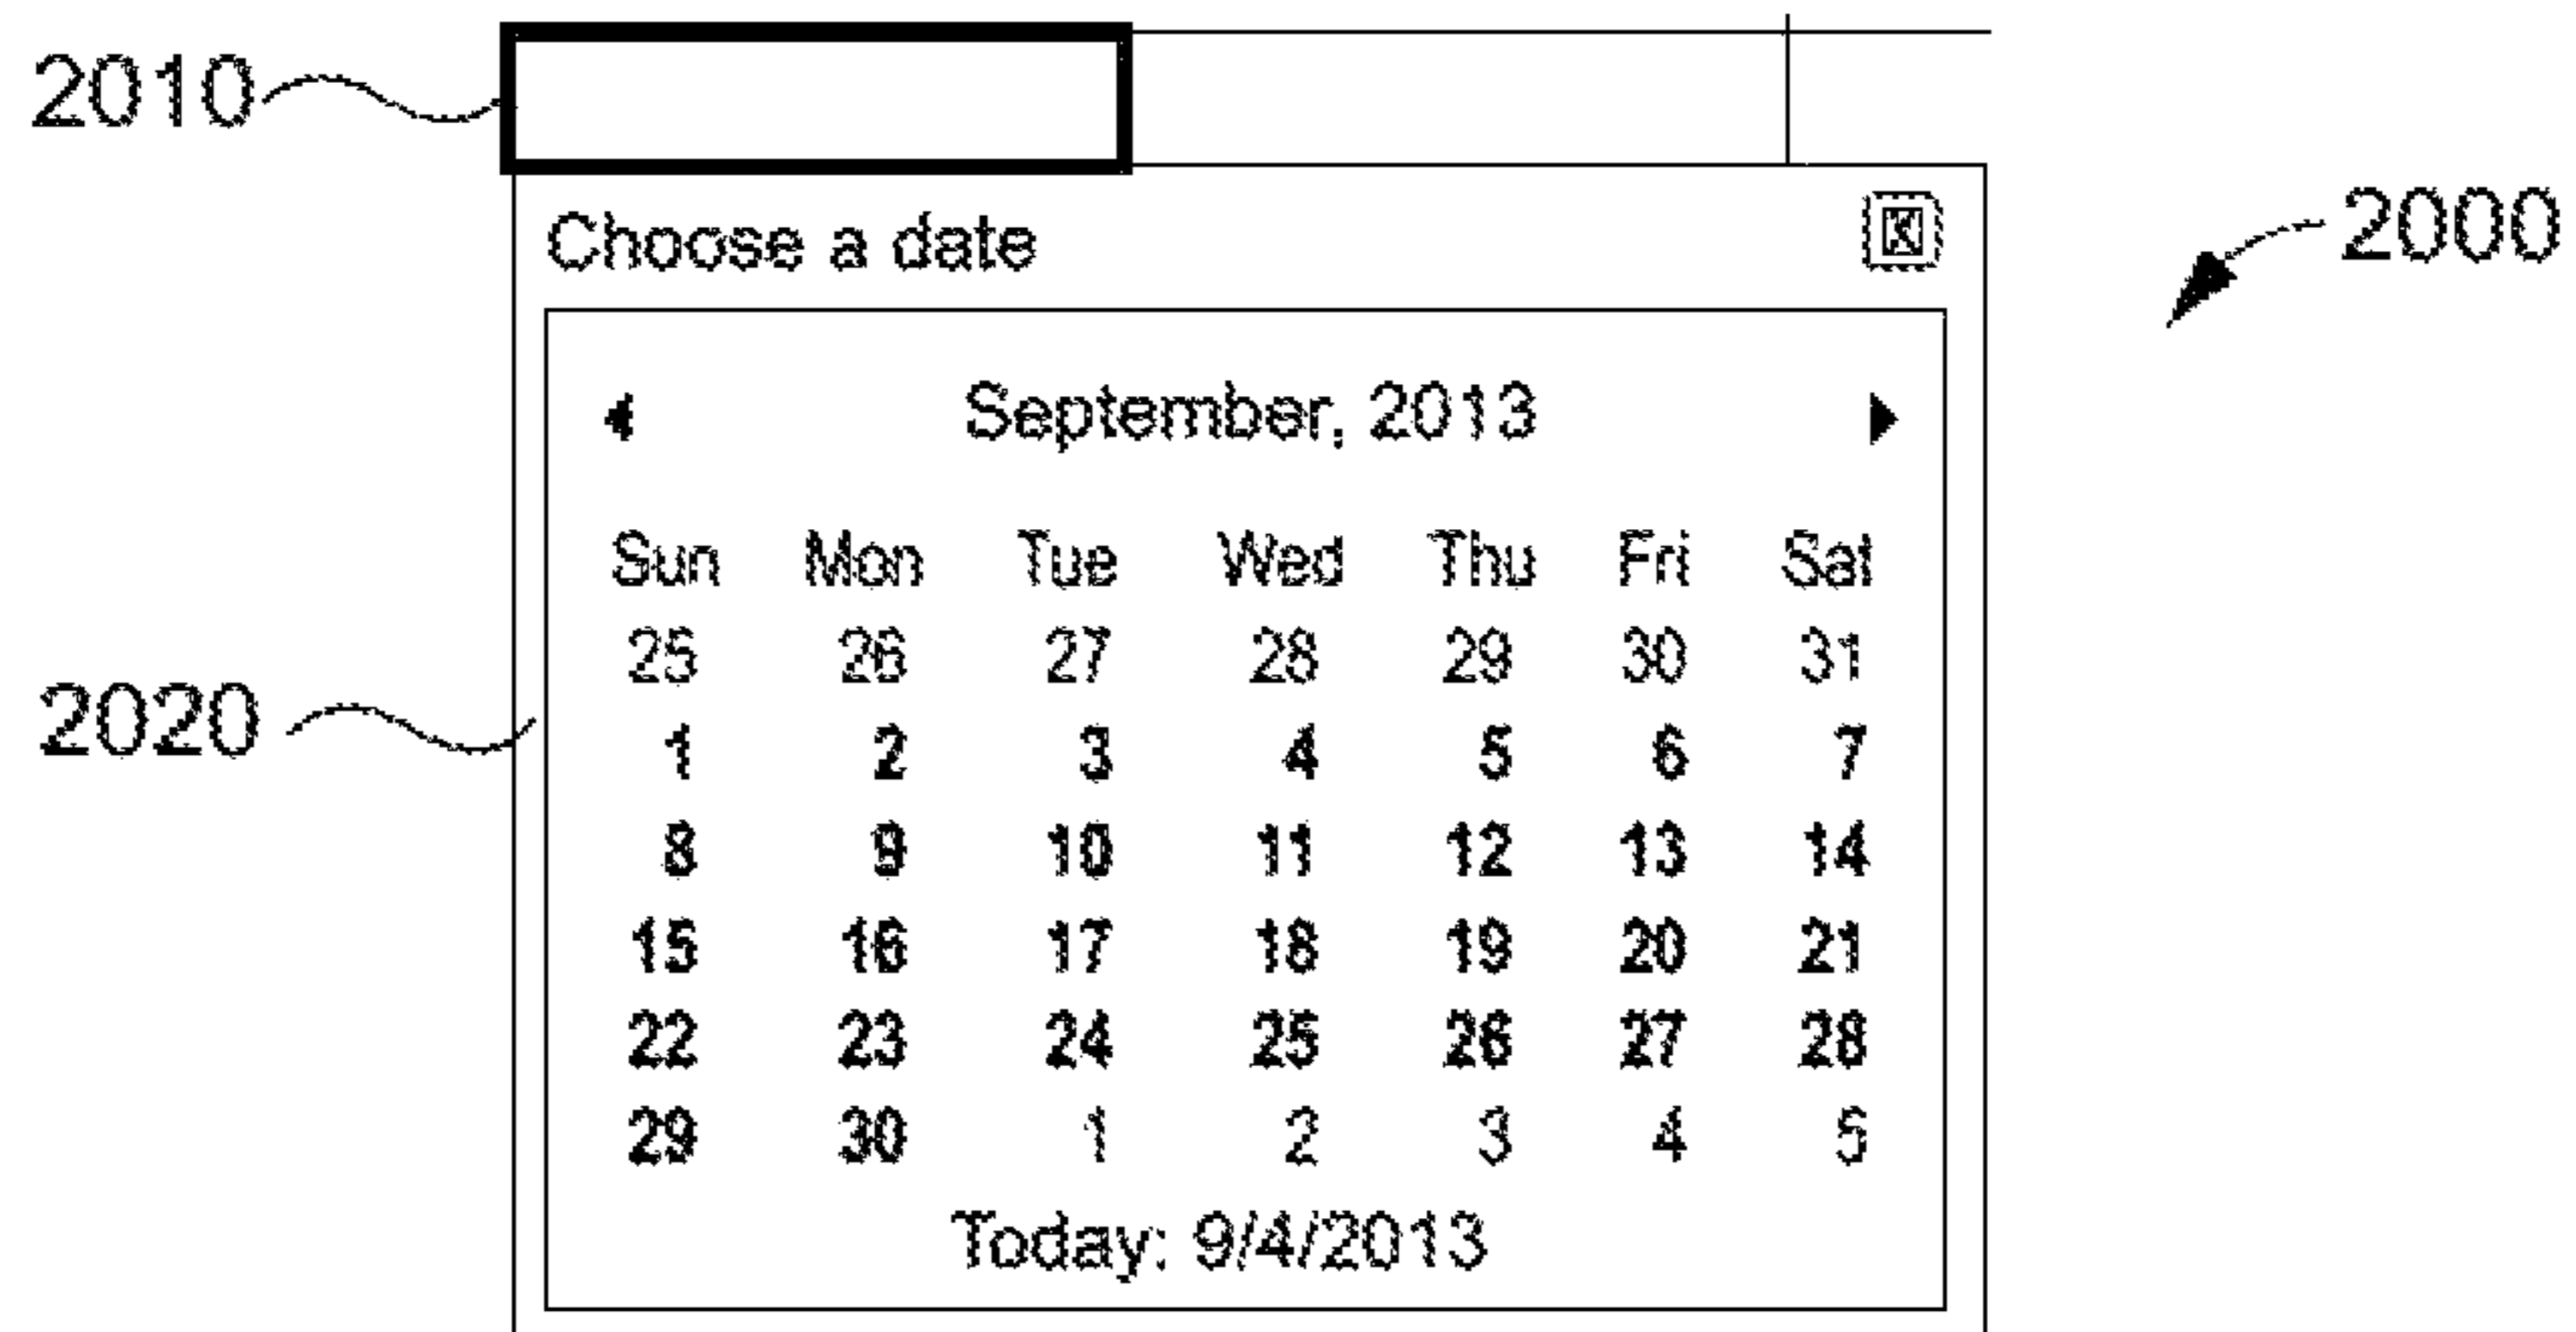 2010
Choose a date
2000
September, 2013
Sun Mon Tue Wed Thu Fri Sat
25 26 27 28 29 30 31
2020
1 2 3 4 5 6 7
8 9 10 11 12 13 14
15 16 17 18 19 20 21
22 23 24 25 26 27 28
29 30 1 2 3 4 5
Today: 9/4/2013